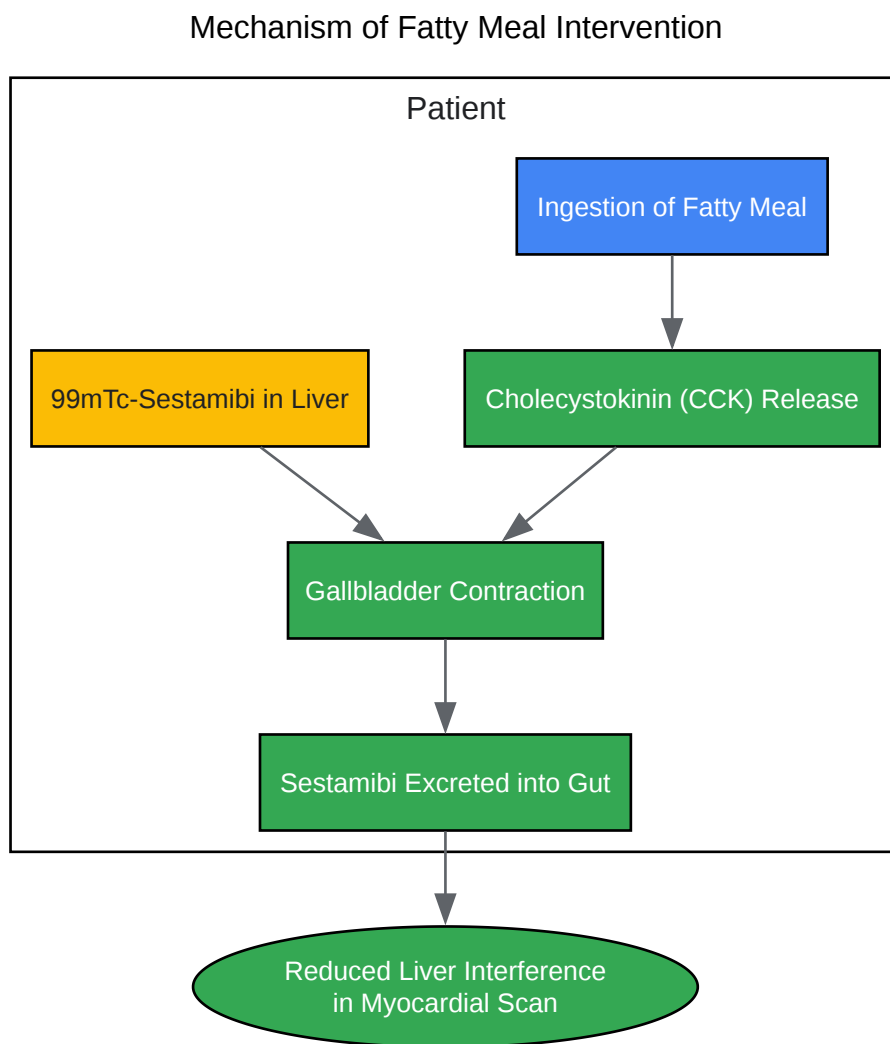 Mechanism of Fatty Meal Intervention
Patient
Ingestion of Fatty Meal
99mTc-Sestamibi in Liver
Cholecystokinin (CCK) Release
Gallbladder Contraction
Sestamibi Excreted into Gut
Reduced Liver Interference
in Myocardial Scan